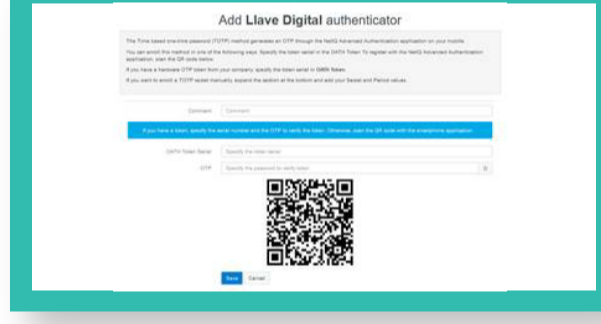 Add Llave Digital authenticator
The Time based one-time password (TOTP) method generates an OTP through the NetIQ Advanced Authentication application on your mobile.
You can enroll this method in one of the following ways. Specify the token serial in the OATH Token To register with the NetIQ Advanced Authentication
application, scan the QR code below.
If you have a hardware OTP token from your company, specify the token serial in OATH Token.
If you want to enroll a TOTP token manually, expand the section at the bottom and add your Secret and Period values.
Comment Comment
If you have a token, specify the serial number and the OTP to verify the token. Otherwise, scan the QR code with the smartphone application.
OATH Token Serial Specify the token serial
OTP Specify the password to verify token
Save Cancel